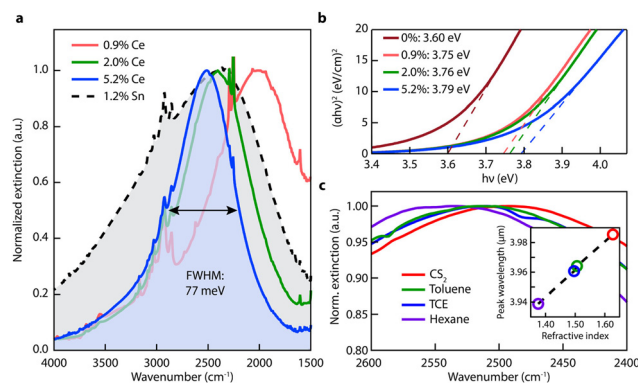 a
0.9% Ce
2.0% Ce
5.2% Ce
1.2% Sn
FWHM:
77 meV
Normalized extinction (a.u.)
1.0
0.8
0.6
0.4
0.2
0.0
4000 3500 3000 2500 2000 1500
Wavenumber (cm⁻¹)
b
0%: 3.60 eV
0.9%: 3.75 eV
2.0%: 3.76 eV
5.2%: 3.79 eV
(αhν)² (eV/cm)²
20
15
10
5
0
3.4 3.5 3.6 3.7 3.8 3.9 4.0
hν (eV)
c
CS₂
Toluene
TCE
Hexane
Norm. extinction (a.u.)
1.00
0.95
0.90
0.85
0.80
2600 2550 2500 2450 2400
Wavenumber (cm⁻¹)
Peak wavelength (μm)
3.98
3.96
3.94
1.40 1.50 1.60
Refractive index